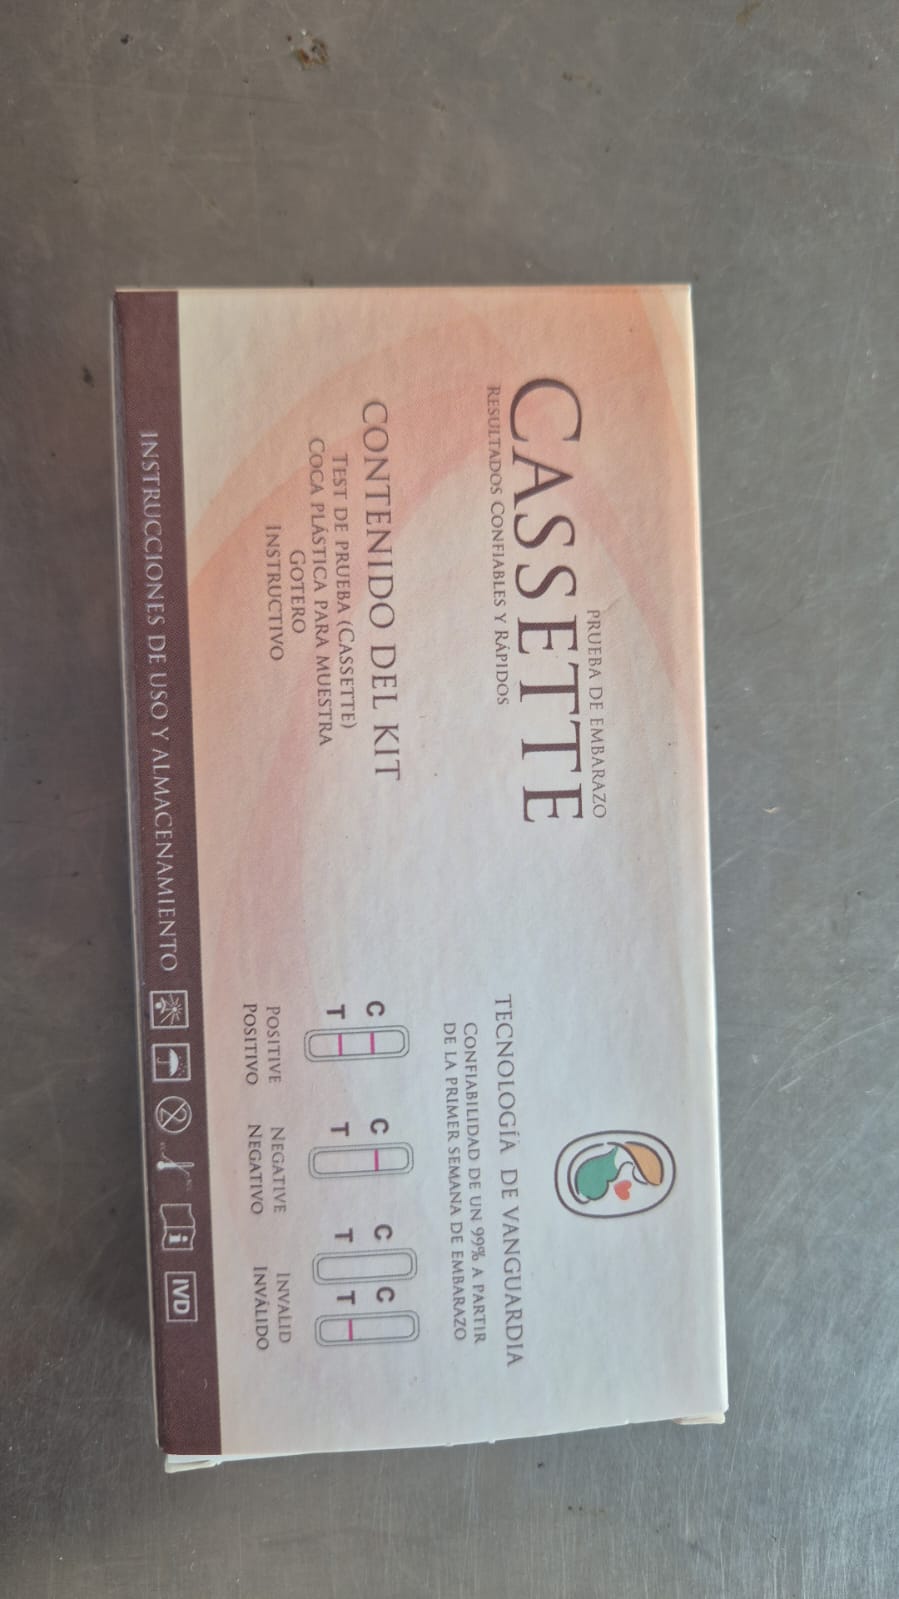 PRUEBA DE EMBARAZO
CASSETTE
RESULTADOS CONFIABLES Y RÁPIDOS
CONTENIDO DEL KIT
TEST DE PRUEBA (CASSETTE)
COCA PLÁSTICA PARA MUESTRA
GOTERO
INSTRUCTIVO
TECNOLOGÍA DE VANGUARDIA
CONFIABILIDAD DE UN 99% A PARTIR
DE LA PRIMER SEMANA DE EMBARAZO
C C C C
T T T T
POSITIVE NEGATIVE INVALID
POSITIVO NEGATIVO INVÁLIDO
INSTRUCCIONES DE USO Y ALMACENAMIENTO 2 i IVD